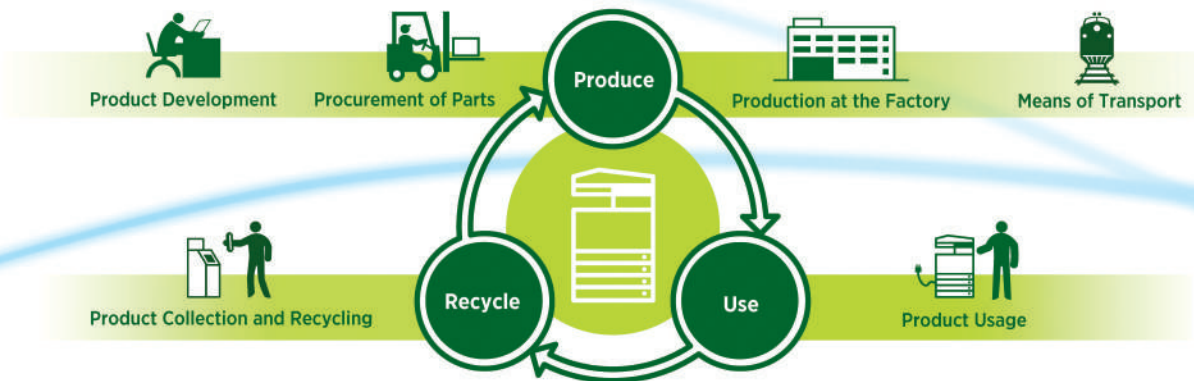 Produce
Product Development
Procurement of Parts
Production at the Factory
Means of Transport
Recycle
Use
Product Collection and Recycling
Product Usage